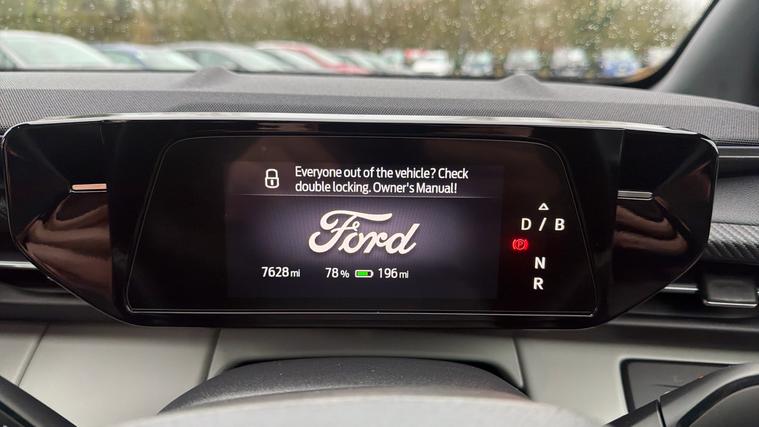 Everyone out of the vehicle? Check
double locking. Owner's Manual!
Ford
7628 mi 78 % 196 mi
D / B
P
N
R